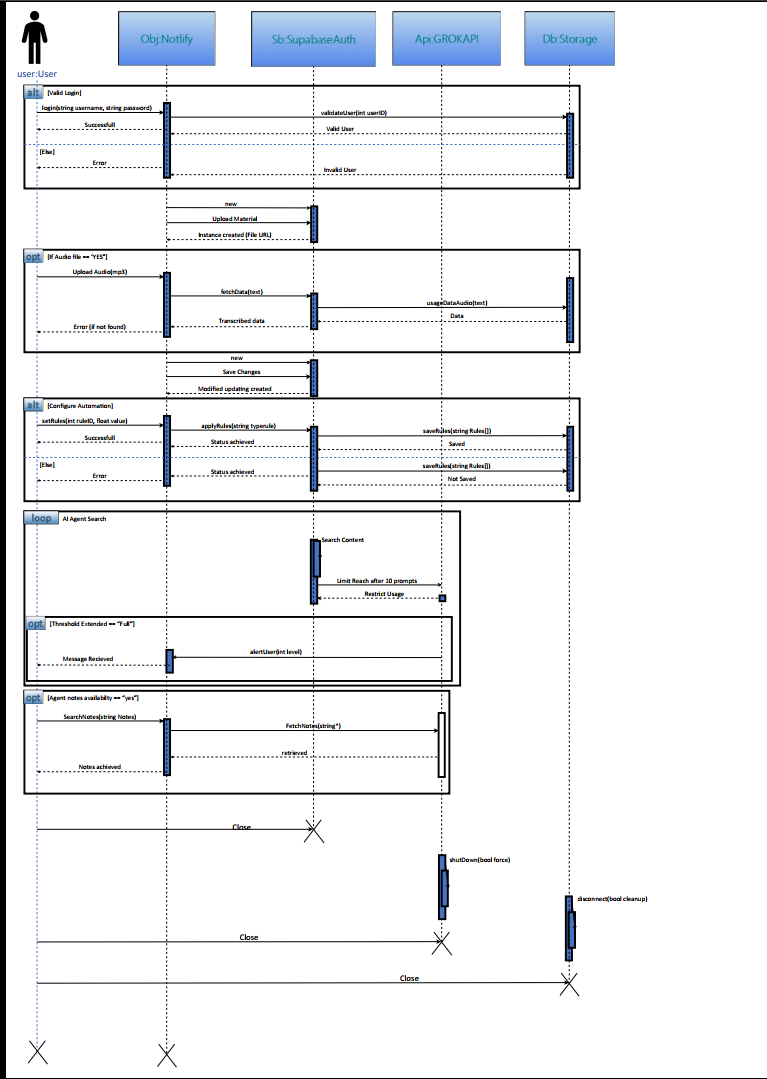 Obj:Notlify
Sb:SupabaseAuth
Api:GROKAPI
Db:Storage
user:User
alt
[Valid Login]
login(string username, string password)
validateUser(int userID)
Successfull
Valid User
[Else]
Error
Invalid User
new
Upload Material
Instance created (File URL)
opt
[If Audio file == "YES"]
Upload Audio(mp3)
fetchData(text)
usageDataAudio(text)
Data
Transcribed data
Error (if not found)
new
Save Changes
Modified updating created
alt
[Configure Automation]
setRules(int ruleID, float value)
applyRules(string typerule)
saveRules(string Rules[])
Successfull
Status achieved
Saved
[Else]
saveRules(string Rules[])
Status achieved
Error
Not Saved
loop
AI Agent Search
Search Content
Limit Reach after 10 prompts
Restrict Usage
opt
[Threshold Extended == "Full"]
alertUser(int level)
Message Recieved
opt
[Agent notes availability == "yes"]
SearchNotes(string Notes)
FetchNotes(string*)
retrieved
Notes achieved
Close
shutDown(bool force)
disconnect(bool cleanup)
Close
Close